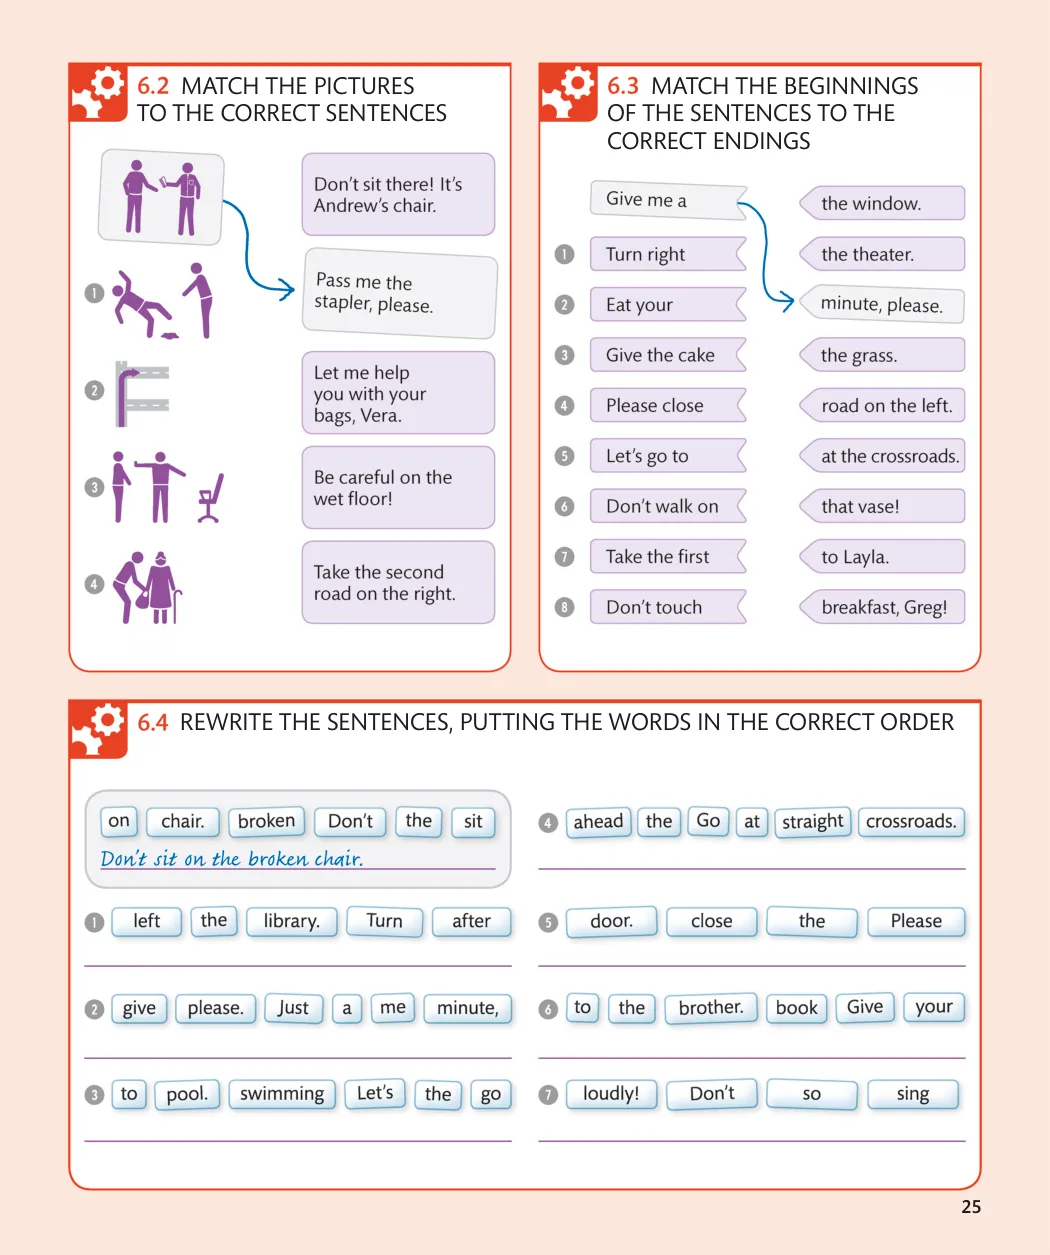 6.2 MATCH THE PICTURES
TO THE CORRECT SENTENCES
Don't sit there! It's
Andrew's chair.
Pass me the
stapler, please.
1
Let me help
you with your
bags, Vera.
2
Be careful on the
wet floor!
3
Take the second
road on the right.
4
6.3 MATCH THE BEGINNINGS
OF THE SENTENCES TO THE
CORRECT ENDINGS
Give me a
the window.
1 Turn right
the theater.
2 Eat your
minute, please.
3 Give the cake
the grass.
4 Please close
road on the left.
5 Let's go to
at the crossroads.
6 Don't walk on
that vase!
7 Take the first
to Layla.
8 Don't touch
breakfast, Greg!
6.4 REWRITE THE SENTENCES, PUTTING THE WORDS IN THE CORRECT ORDER
on chair. broken Don't the sit
Don't sit on the broken chair.
1 left the library. Turn after
2 give please. Just a me minute,
3 to pool. swimming Let's the go
4 ahead the Go at straight crossroads.
5 door. close the Please
6 to the brother. book Give your
7 loudly! Don't so sing
25